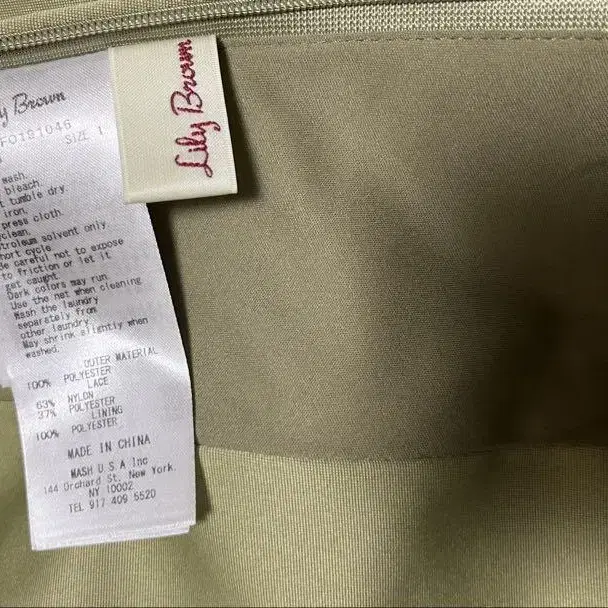 y Brown
F0181046
SIZE 1
wash.
bleach.
t tumble dry.
iron.
press cloth.
yclean.
troleum solvent only
hort cycle
Be careful not to expose
to friction or let it
get caught.
Dark colors may run.
Use the net when cleaning
Wash the laundry
separately from
other laundry.
May shrink slightly when
washed.
OUTER MATERIAL
100% POLYESTER
LACE
63% NYLON
37% POLYESTER
LINING
100% POLYESTER
MADE IN CHINA
MASH U S A Inc
144 Orchard St. New York.
NY 10002
TEL 917 409 5520
Lily Brown